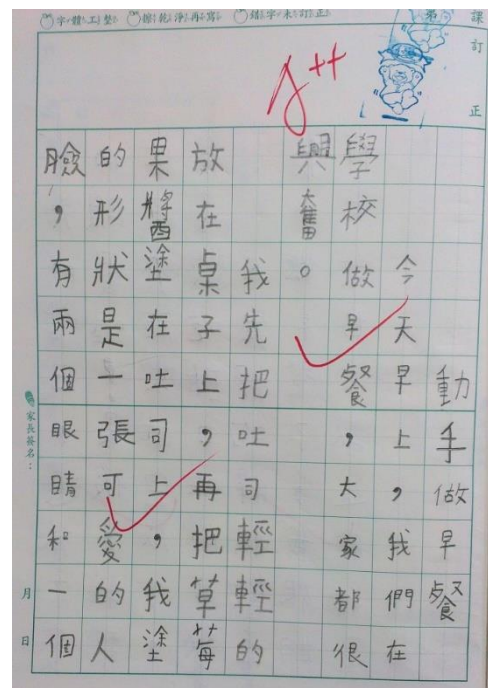 第 課訂正
字體工整 擦乾淨再寫 錯字未訂正
動手做早餐
今天早上，我們在
學校做早餐，大家都很
興奮。
我先把吐司輕輕的
放在桌子上，再把草莓
果醬塗在吐司上，我塗
的形狀是一張可愛的人
臉，有兩個眼睛和一個
家長簽名：
月 日